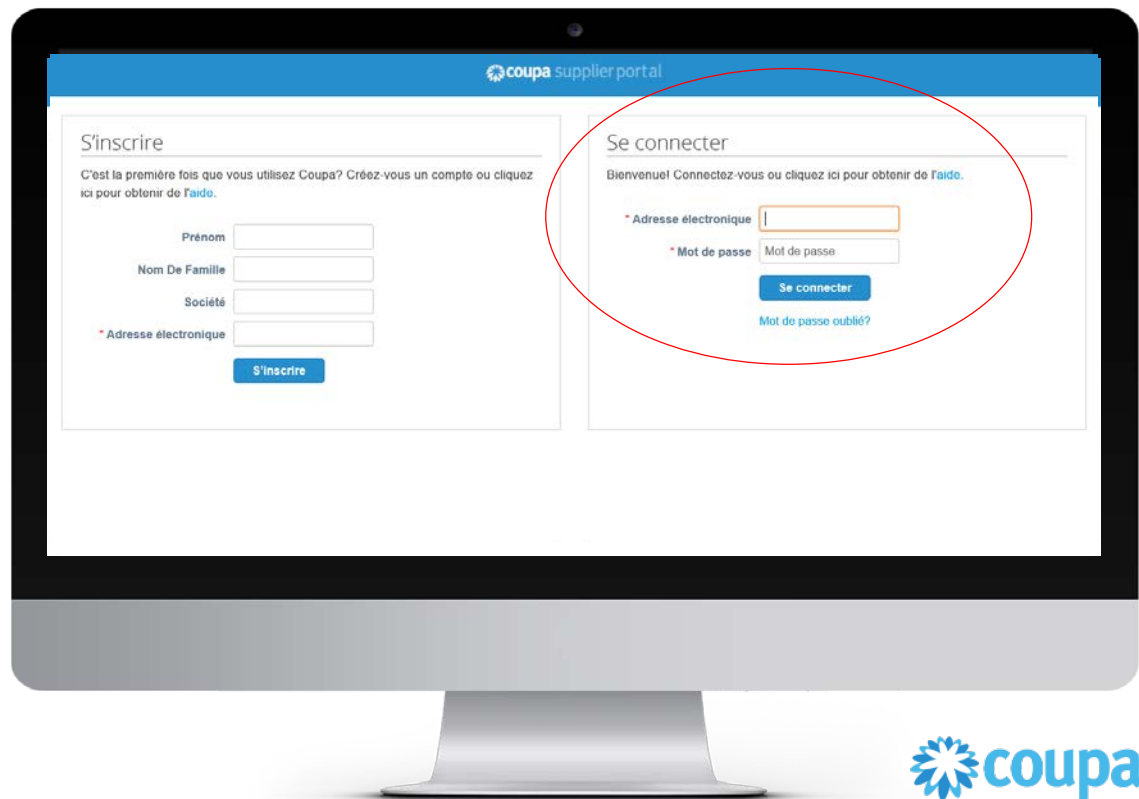 coupa supplier portal
S'inscrire
C'est la première fois que vous utilisez Coupa? Créez-vous un compte ou cliquez
ici pour obtenir de l'aide.
Prénom
Nom De Famille
Société
* Adresse électronique
S'inscrire
Se connecter
Bienvenue! Connectez-vous ou cliquez ici pour obtenir de l'aide.
* Adresse électronique
* Mot de passe
Mot de passe
Se connecter
Mot de passe oublié?
coupa